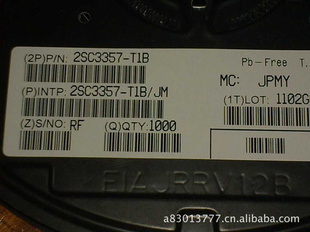 (2P)P/N: 2SC3357-T1B
Pb-Free T.
MC: JPMY
(P)INTP: 2SC3357-T1B/JM
(1T)LOT: 1102G
(Z)S/NO: RF (Q)QTY:1000
EIAJRRV12B
a83013777.cn.alibaba.com